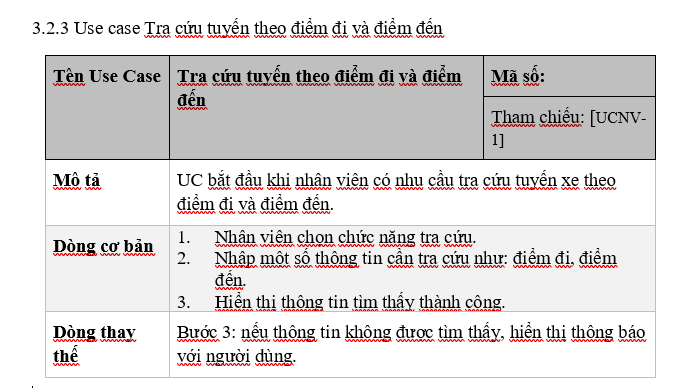 3.2.3 Use case Tra cứu tuyến theo điểm đi và điểm đến
Tên Use Case
Tra cứu tuyến theo điểm đi và điểm
đến
Mã số:
Tham chiếu: [UCNV-
1]
Mô tả
UC bắt đầu khi nhân viên có nhu cầu tra cứu tuyến xe theo
điểm đi và điểm đến.
Dòng cơ bản
1. Nhân viên chọn chức năng tra cứu.
2. Nhập một số thông tin cần tra cứu như: điểm đi, điểm
đến.
3. Hiển thị thông tin tìm thấy thành công.
Dòng thay
thế
Bước 3: nếu thông tin không được tìm thấy, hiển thị thông báo
với người dùng.